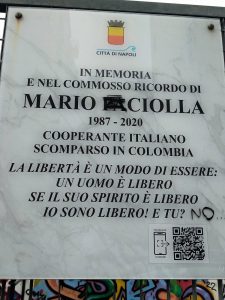 CITTÀ DI NAPOLI
IN MEMORIA
E NEL COMMOSSO RICORDO DI
MARIO PACIOLLA
1987 - 2020
COOPERANTE ITALIANO
SCOMPARSO IN COLOMBIA
LA LIBERTÀ È UN MODO DI ESSERE:
UN UOMO È LIBERO
SE IL SUO SPIRITO È LIBERO
IO SONO LIBERO! E TU? NO...